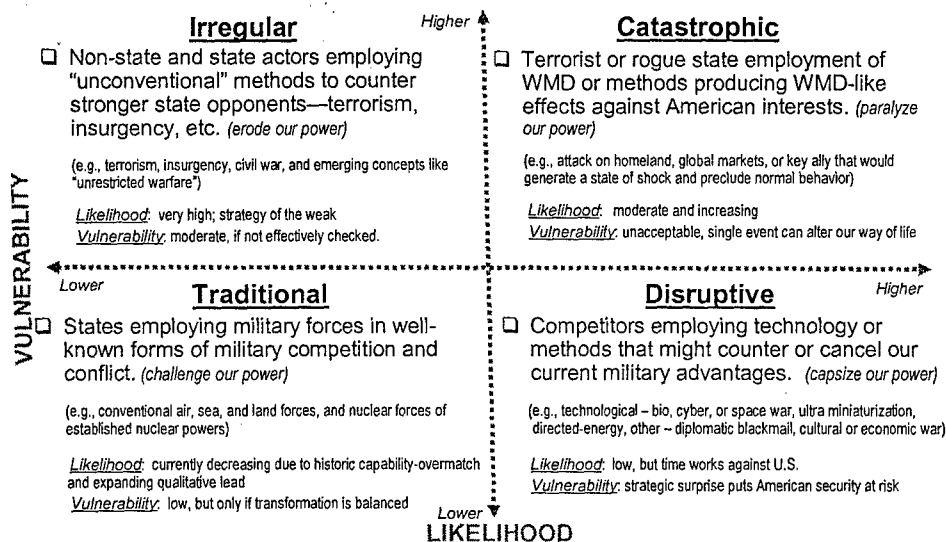 Irregular
❑ Non-state and state actors employing
"unconventional" methods to counter
stronger state opponents—terrorism,
insurgency, etc. (erode our power)
(e.g., terrorism, insurgency, civil war, and emerging concepts like
"unrestricted warfare")
Likelihood: very high; strategy of the weak
Vulnerability: moderate, if not effectively checked.
Higher
Catastrophic
❑ Terrorist or rogue state employment of
WMD or methods producing WMD-like
effects against American interests. (paralyze
our power)
(e.g., attack on homeland, global markets, or key ally that would
generate a state of shock and preclude normal behavior)
Likelihood: moderate and increasing
Vulnerability: unacceptable, single event can alter our way of life
VULNERABILITY
Lower
Higher
Traditional
❑ States employing military forces in well-
known forms of military competition and
conflict. (challenge our power)
(e.g., conventional air, sea, and land forces, and nuclear forces of
established nuclear powers)
Likelihood: currently decreasing due to historic capability-overmatch
and expanding qualitative lead
Vulnerability: low, but only if transformation is balanced
Disruptive
❑ Competitors employing technology or
methods that might counter or cancel our
current military advantages. (capsize our power)
(e.g., technological – bio, cyber, or space war, ultra miniaturization,
directed-energy, other – diplomatic blackmail, cultural or economic war)
Likelihood: low, but time works against U.S.
Vulnerability: strategic surprise puts American security at risk
Lower
LIKELIHOOD